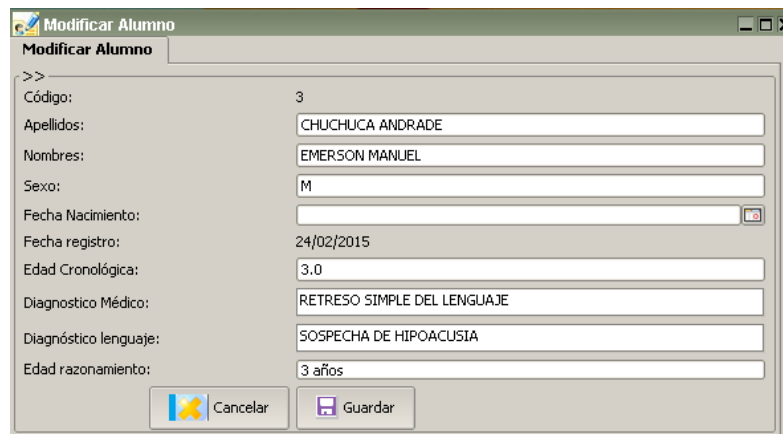 Modificar Alumno
Modificar Alumno
>>
Código: 3
Apellidos: CHUCHUCA ANDRADE
Nombres: EMERSON MANUEL
Sexo: M
Fecha Nacimiento:
Fecha registro: 24/02/2015
Edad Cronológica: 3.0
Diagnostico Médico: RETRESO SIMPLE DEL LENGUAJE
Diagnóstico lenguaje: SOSPECHA DE HIPOACUSIA
Edad razonamiento: 3 años
Cancelar Guardar